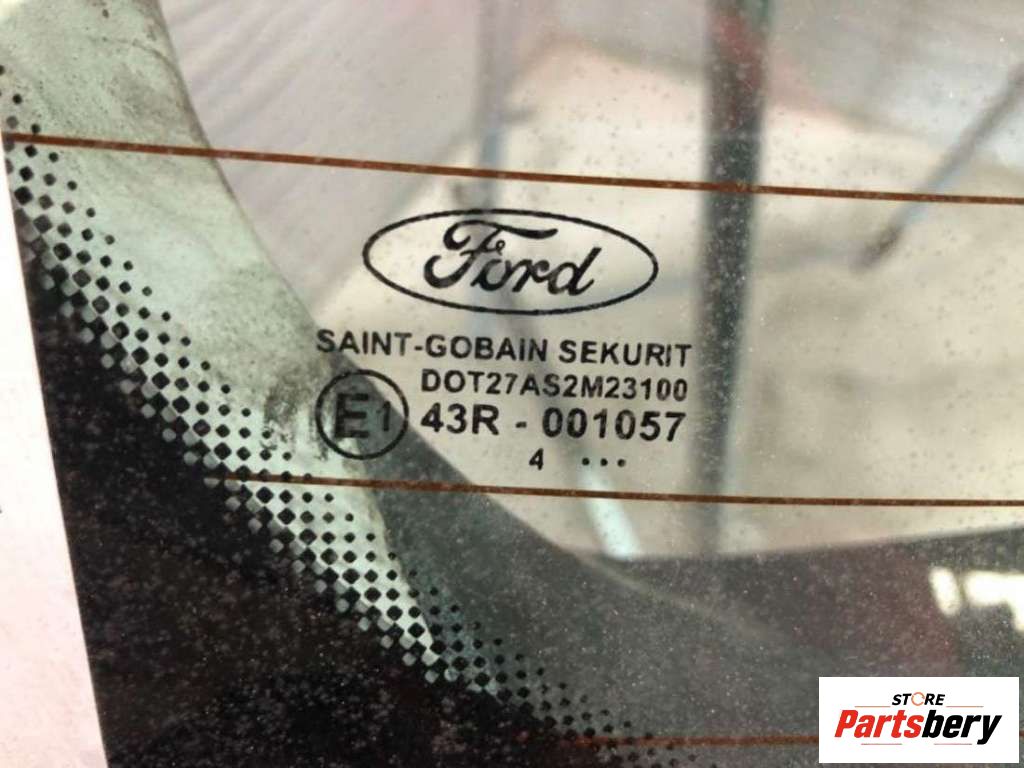 Ford
SAINT-GOBAIN SEKURIT
DOT27AS2M23100
E1 43R - 001057
4 ...
STORE
Partsbery